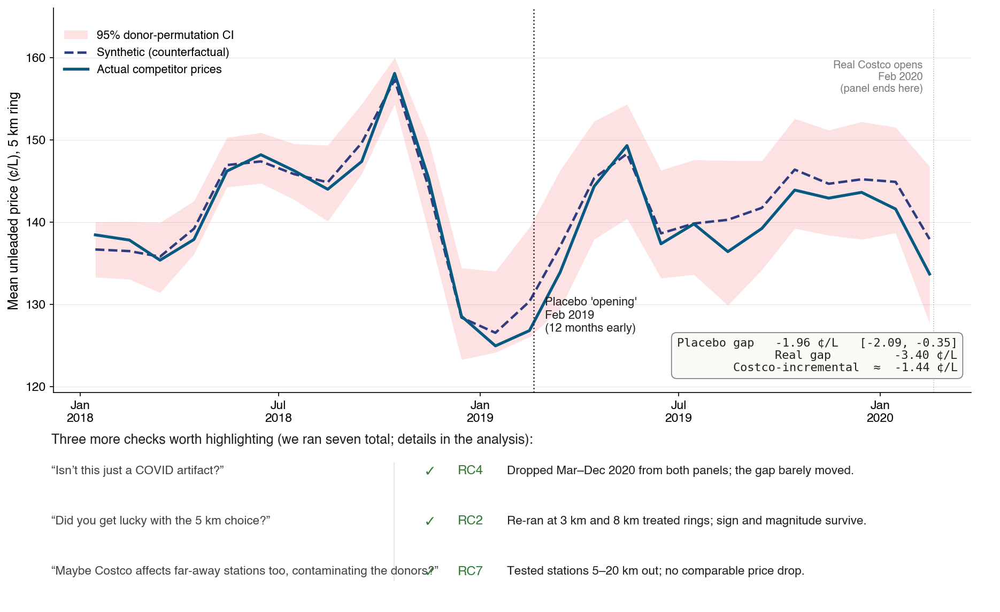 95% donor-permutation CI
Synthetic (counterfactual)
Actual competitor prices
Real Costco opens
Feb 2020
(panel ends here)
Mean unleaded price (¢/L), 5 km ring
160
150
140
130
120
Placebo 'opening'
Feb 2019
(12 months early)
Placebo gap   -1.96 ¢/L   [-2.09, -0.35]
Real gap         -3.40 ¢/L
Costco-incremental  ≈  -1.44 ¢/L
Jan
2018
Jul
2018
Jan
2019
Jul
2019
Jan
2020
Three more checks worth highlighting (we ran seven total; details in the analysis):
“Isn’t this just a COVID artifact?” ✓ RC4 Dropped Mar–Dec 2020 from both panels; the gap barely moved.
“Did you get lucky with the 5 km choice?” ✓ RC2 Re-ran at 3 km and 8 km treated rings; sign and magnitude survive.
“Maybe Costco affects far-away stations too, contaminating the donors?” ✓ RC7 Tested stations 5–20 km out; no comparable price drop.